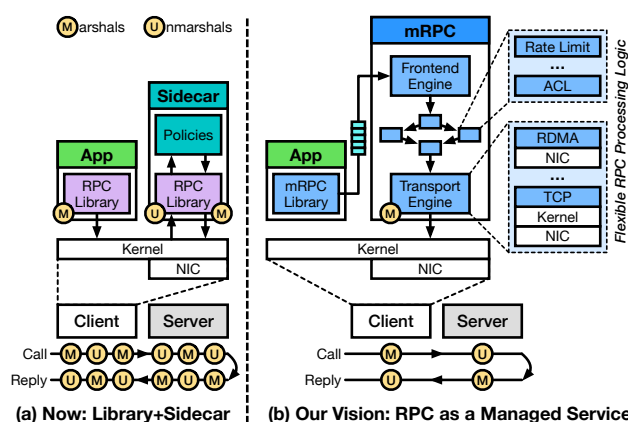 Marshals
Unmarshals
Sidecar
Policies
App
RPC
Library
M
RPC
Library
U
M
Kernel
NIC
Client
Server
Call
M
U
M
U
M
U
Reply
U
M
U
M
U
M
(a) Now: Library+Sidecar
mRPC
Frontend
Engine
App
mRPC
Library
Transport
Engine
M
Kernel
NIC
Rate Limit
...
ACL
RDMA
NIC
...
TCP
Kernel
NIC
Flexible RPC Processing Logic
Client
Server
Call
M
U
Reply
U
M
(b) Our Vision: RPC as a Managed Service